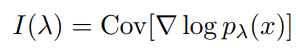 I(λ) = Cov[∇ log p_λ(x)]